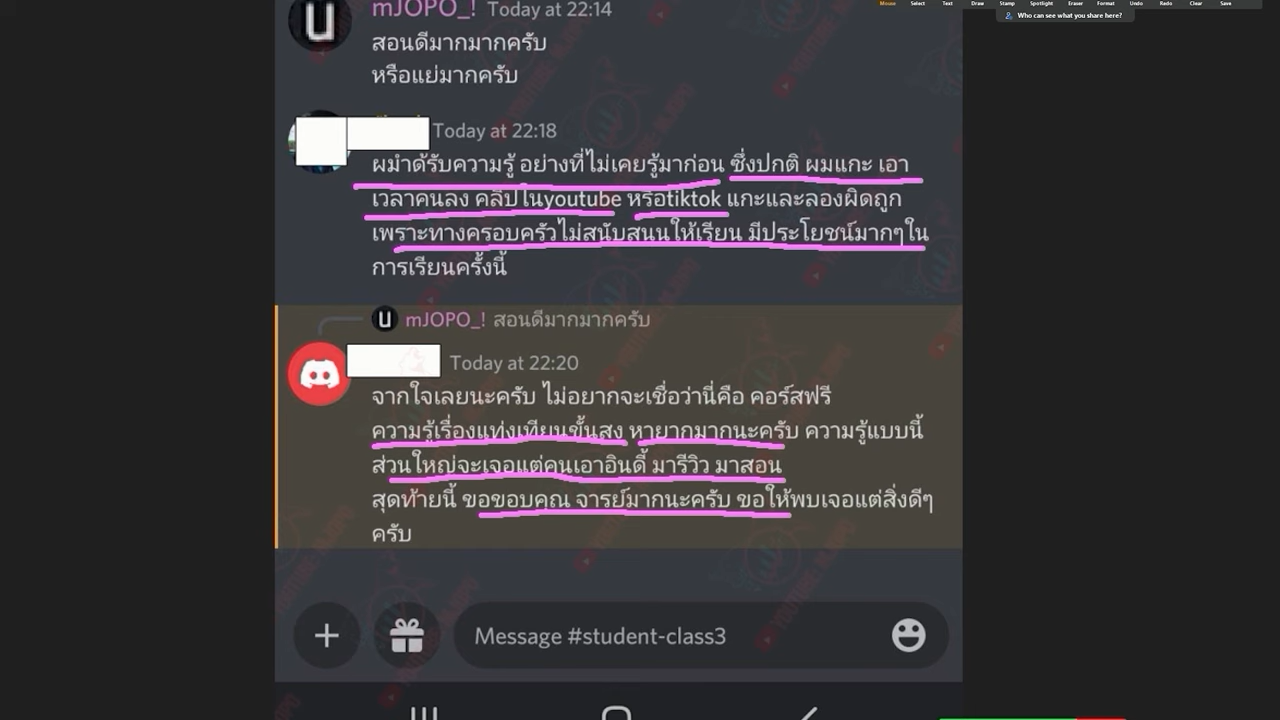 Mouse Select Text Draw Stamp Spotlight Eraser Format Undo Redo Clear Save
Who can see what you share here?
mJOPO_! Today at 22:14
สอนดีมากมากครับ
หรือแย่มากครับ
Today at 22:18
ผมำด้รับความรู้ อย่างที่ไม่เคยรู้มาก่อน ซึ่งปกติ ผมแกะ เอา
เวลาคนลง คลิปในyoutube หรือtiktok แกะและลองผิดถูก
เพราะทางครอบครัวไม่สนับสนนให้เรียน มีประโยชน์มากๆใน
การเรียนครั้งนี้
mJOPO_! สอนดีมากมากครับ
Today at 22:20
จากใจเลยนะครับ ไม่อยากจะเชื่อว่านี่คือ คอร์สฟรี
ความรู้เรื่องแท่งเทียนขั้นสูง หายากมากนะครับ ความรู้แบบนี้
ส่วนใหญ่จะเจอแต่คนเอาอินดี้ มารีวิว มาสอน
สุดท้ายนี้ ขอขอบคุณ จารย์มากนะครับ ขอให้พบเจอแต่สิ่งดีๆ
ครับ
Message #student-class3